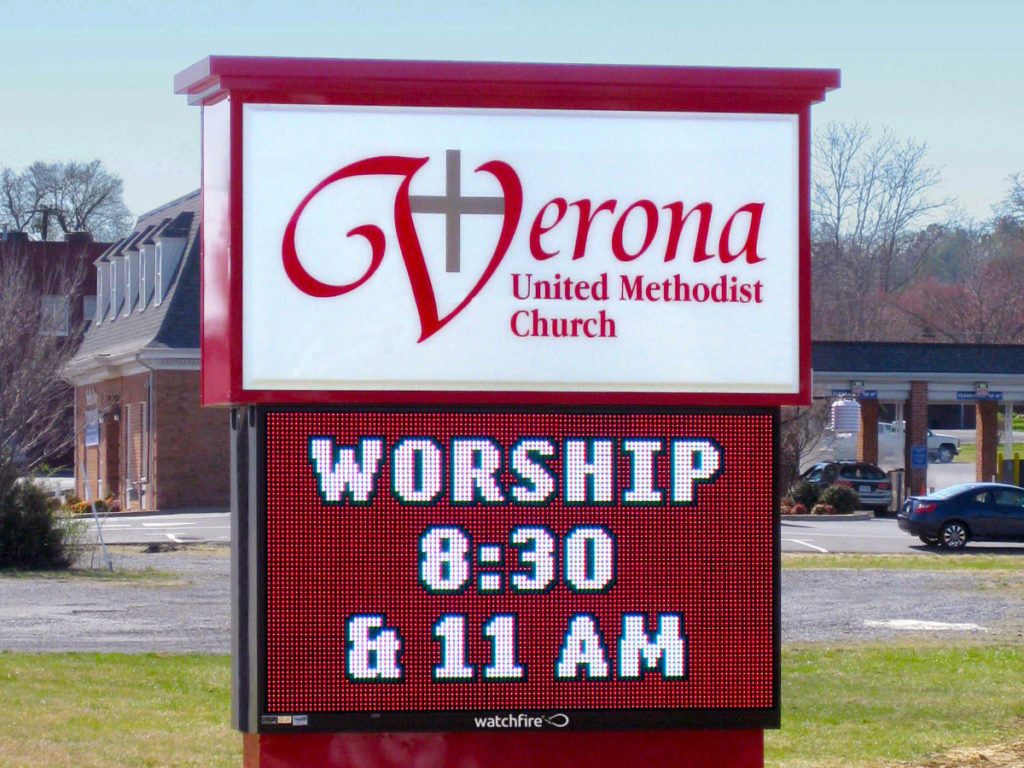 Verona
United Methodist
Church
WORSHIP
8:30
& 11 AM
watchfire